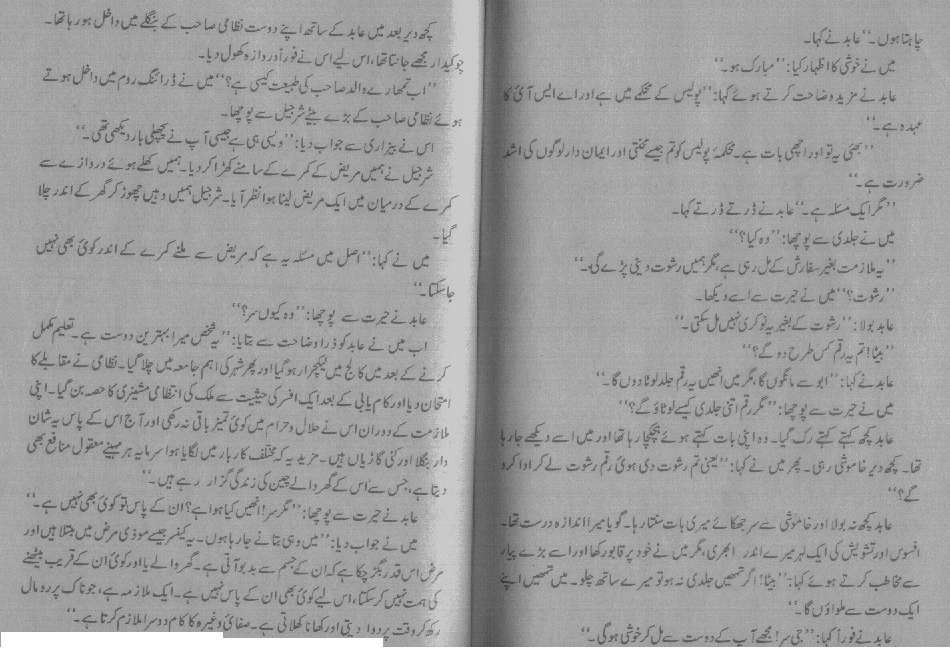 چاہتا ہوں۔‘‘ عابد نے کہا۔
میں نے خوشی کا اظہار کیا: ’’مبارک ہو۔‘‘
عابد نے مزید وضاحت کرتے ہوئے کہا: ’’پولیس کے محکمے میں ہے اور اے ایس آئی کا
عہدہ ہے۔‘‘
’’بھئی یہ تو اور اچھی بات ہے۔ محکمۂ پولیس کو تم جیسے محنتی اور ایمان دار لوگوں کی اشد
ضرورت ہے۔‘‘
’’مگر ایک مسئلہ ہے۔‘‘ عابد نے ڈرتے ڈرتے کہا۔
میں نے جلدی سے پوچھا: ’’وہ کیا؟‘‘
’’یہ ملازمت بغیر سفارش کے مل رہی ہے، مگر ہمیں رشوت دینی پڑے گی۔‘‘
’’رشوت؟‘‘ میں نے حیرت سے اسے دیکھا۔
عابد بولا: ’’رشوت کے بغیر یہ نوکری نہیں مل سکتی۔‘‘
’’بیٹا! تم یہ رقم کس طرح دو گے؟‘‘
عابد نے کہا: ’’ابو سے مانگوں گا، مگر میں انھیں یہ رقم جلد لوٹا دوں گا۔‘‘
میں نے حیرت سے پوچھا: ’’مگر رقم اتنی جلدی کیسے لوٹاؤ گے؟‘‘
عابد کچھ کہتے کہتے رک گیا۔ وہ اپنی بات کہتے ہوئے ہچکچا رہا تھا اور میں اسے دیکھے جا رہا
تھا۔ کچھ دیر خاموشی رہی۔ پھر میں نے کہا: ’’یعنی تم رشوت دی ہوئی رقم رشوت لے کر ادا کرو
گے؟‘‘
عابد کچھ نہ بولا اور خاموشی سے سر جھکائے میری بات سنتا رہا۔ گویا میرا اندازہ درست تھا۔
افسوس اور تشویش کی ایک لہر میرے اندر ابھری، مگر میں نے خود پر قابو رکھا اور اسے بڑے پیار
سے مخاطب کرتے ہوئے کہا: ’’بیٹا! اگر تمھیں جلدی نہ ہو تو میرے ساتھ چلو۔ میں تمھیں اپنے
ایک دوست سے ملواؤں گا۔‘‘
عابد نے فوراً کہا: ’’جی سر! مجھے آپ کے دوست سے مل کر خوشی ہوگی۔‘‘
کچھ دیر بعد میں عابد کے ساتھ اپنے دوست نظامی صاحب کے بنگلے میں داخل ہو رہا تھا۔
چوکیدار مجھے جانتا تھا، اس لیے اس نے فوراً دروازہ کھول دیا۔
’’اب تمھارے والد صاحب کی طبیعت کیسی ہے؟‘‘ میں نے ڈرائنگ روم میں داخل ہوتے
ہوئے نظامی صاحب کے بڑے بیٹے شرجیل سے پوچھا۔
اس نے بیزاری سے جواب دیا: ’’ویسی ہی ہے جیسی آپ نے پچھلی بار دیکھی تھی۔‘‘
شرجیل نے ہمیں مریض کے کمرے کے سامنے کھڑا کر دیا۔ ہمیں کھلے ہوئے دروازے سے
کمرے کے درمیان میں ایک مریض لیٹا ہوا نظر آیا۔ شرجیل ہمیں وہیں چھوڑ کر گھر کے اندر چلا
گیا۔
میں نے کہا: ’’اصل میں مسئلہ یہ ہے کہ مریض سے ملنے کمرے کے اندر کوئی بھی نہیں
جا سکتا۔‘‘
عابد نے حیرت سے پوچھا: ’’وہ کیوں سر؟‘‘
اب میں نے عابد کو ذرا وضاحت سے بتایا: ’’یہ شخص میرا بہترین دوست ہے۔ تعلیم مکمل
کرنے کے بعد میں کالج میں لیکچرار ہو گیا اور پھر شہر کی اہم جامعہ میں چلا گیا۔ نظامی نے مقابلے کا
امتحان دیا اور کام یابی کے بعد ایک افسر کی حیثیت سے ملک کی انتظامی مشینری کا حصہ بن گیا۔ اپنی
ملازمت کے دوران اس نے حلال و حرام میں کوئی تمیز باقی نہ رکھی اور آج اس کے پاس یہ شان
دار بنگلا اور کئی گاڑیاں ہیں۔ مزید یہ کہ مختلف کاربار میں لگایا ہوا سرمایہ ہر مہینے معقول منافع بھی
دیتا ہے، جس سے اس کے گھر والے چین کی زندگی گزار رہے ہیں۔‘‘
عابد نے حیرت سے پوچھا: ’’مگر سر! انھیں کیا ہوا ہے؟ ان کے پاس تو کوئی بھی نہیں ہے۔‘‘
میں نے جواب دیا: ’’میں وہی بتانے جا رہا ہوں۔ یہ کینسر جیسے موذی مرض میں مبتلا ہیں اور
مرض اس قدر بگڑ چکا ہے کہ ان کے جسم سے بدبو آتی ہے۔ گھر والے یا اور کوئی ان کے قریب بیٹھنے
کی ہمت نہیں کر سکتا، اس لیے کوئی بھی ان کے پاس نہیں ہے۔ ایک ملازمہ ہے، جو ناک پر رومال
رکھ کر وقت پر دوا دیتی اور کھانا کھلاتی ہے۔ صفائی وغیرہ کا کام دوسرا ملازم کرتا ہے۔‘‘